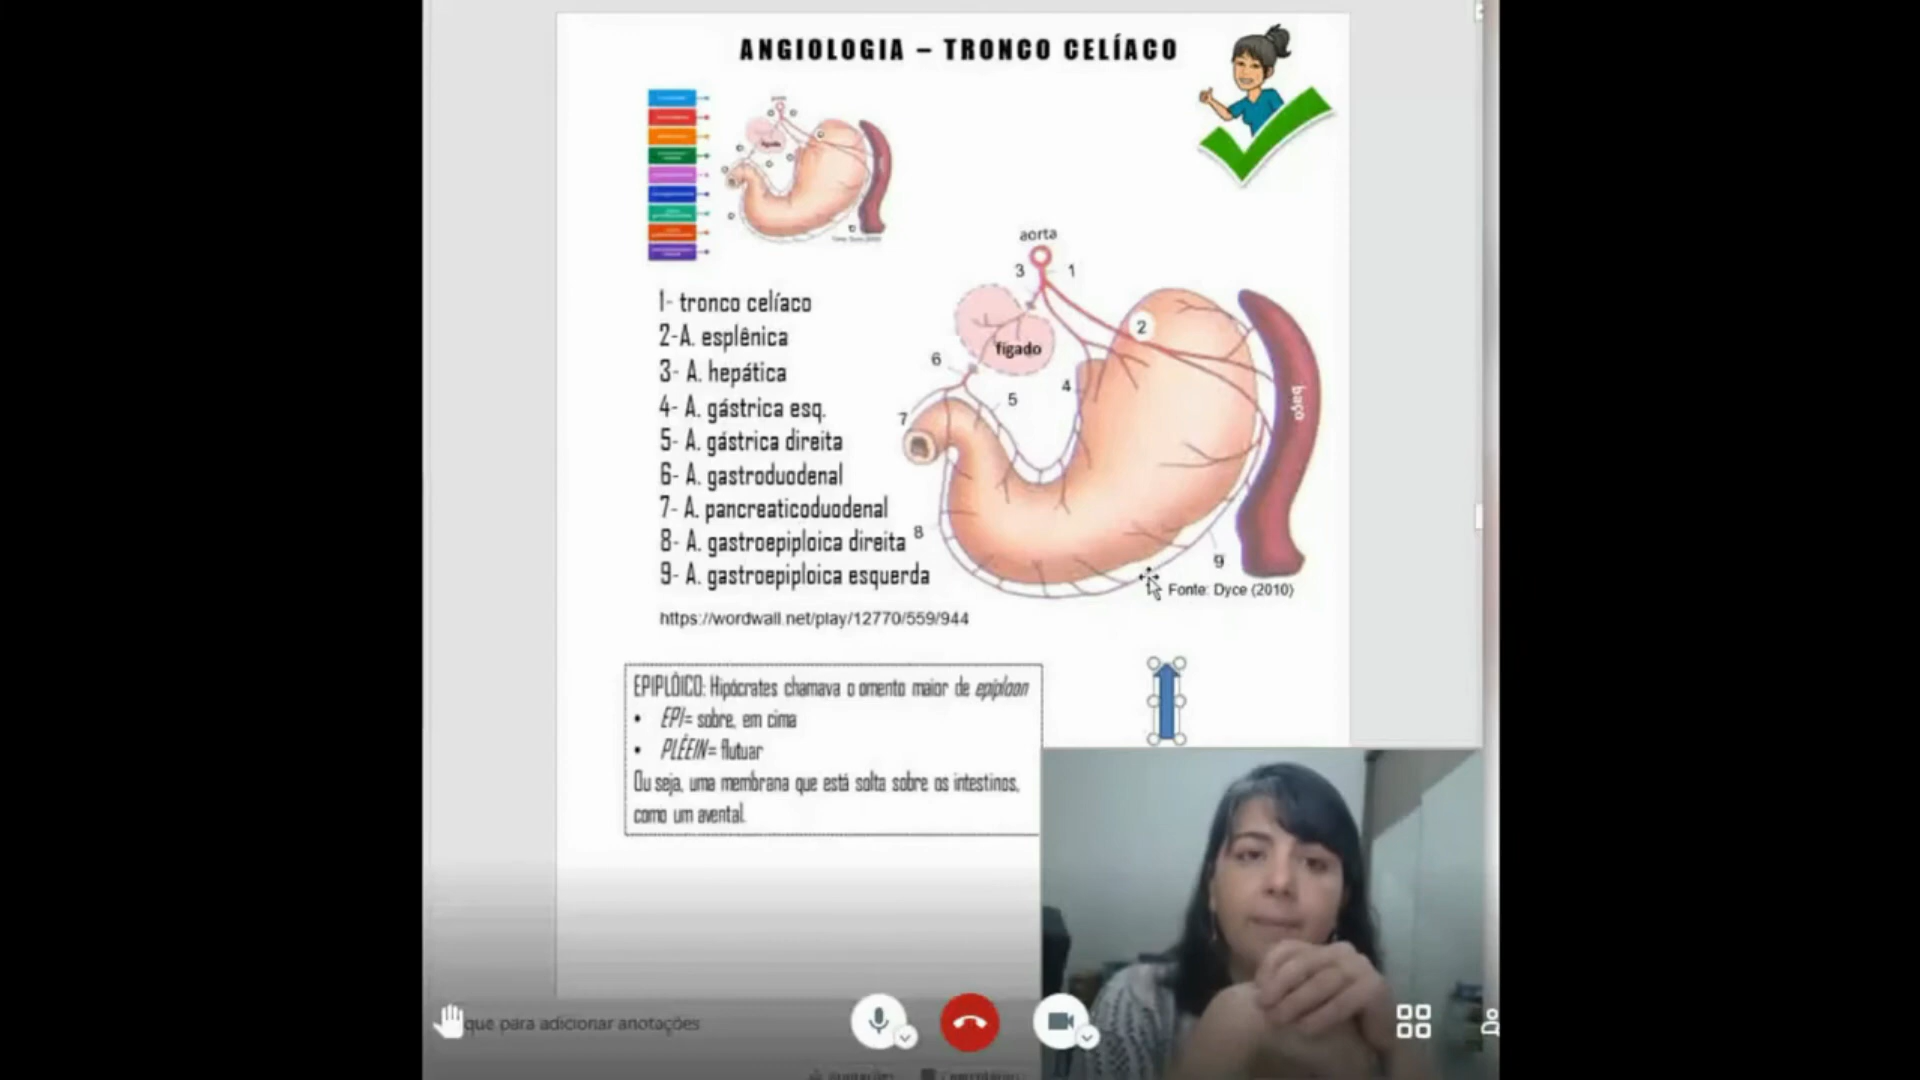 ANGIOLOGIA – TRONCO CELÍACO
fígado
aorta
3
1
2
fígado
6
baço
4
5
7
8
9
1- tronco celíaco
2-A. esplênica
3- A. hepática
4- A. gástrica esq.
5- A. gástrica direita
6- A. gastroduodenal
7- A. pancreaticoduodenal
8- A. gastroepiploica direita
9- A. gastroepiploica esquerda
Fonte: Dyce (2010)
https://wordwall.net/play/12770/559/944
EPIPLÓICO: Hipócrates chamava o omento maior de epiploon
• EPI= sobre, em cima
• PLÉEIN= flutuar
Ou seja, uma membrana que está solta sobre os intestinos,
como um avental.
que para adicionar anotações